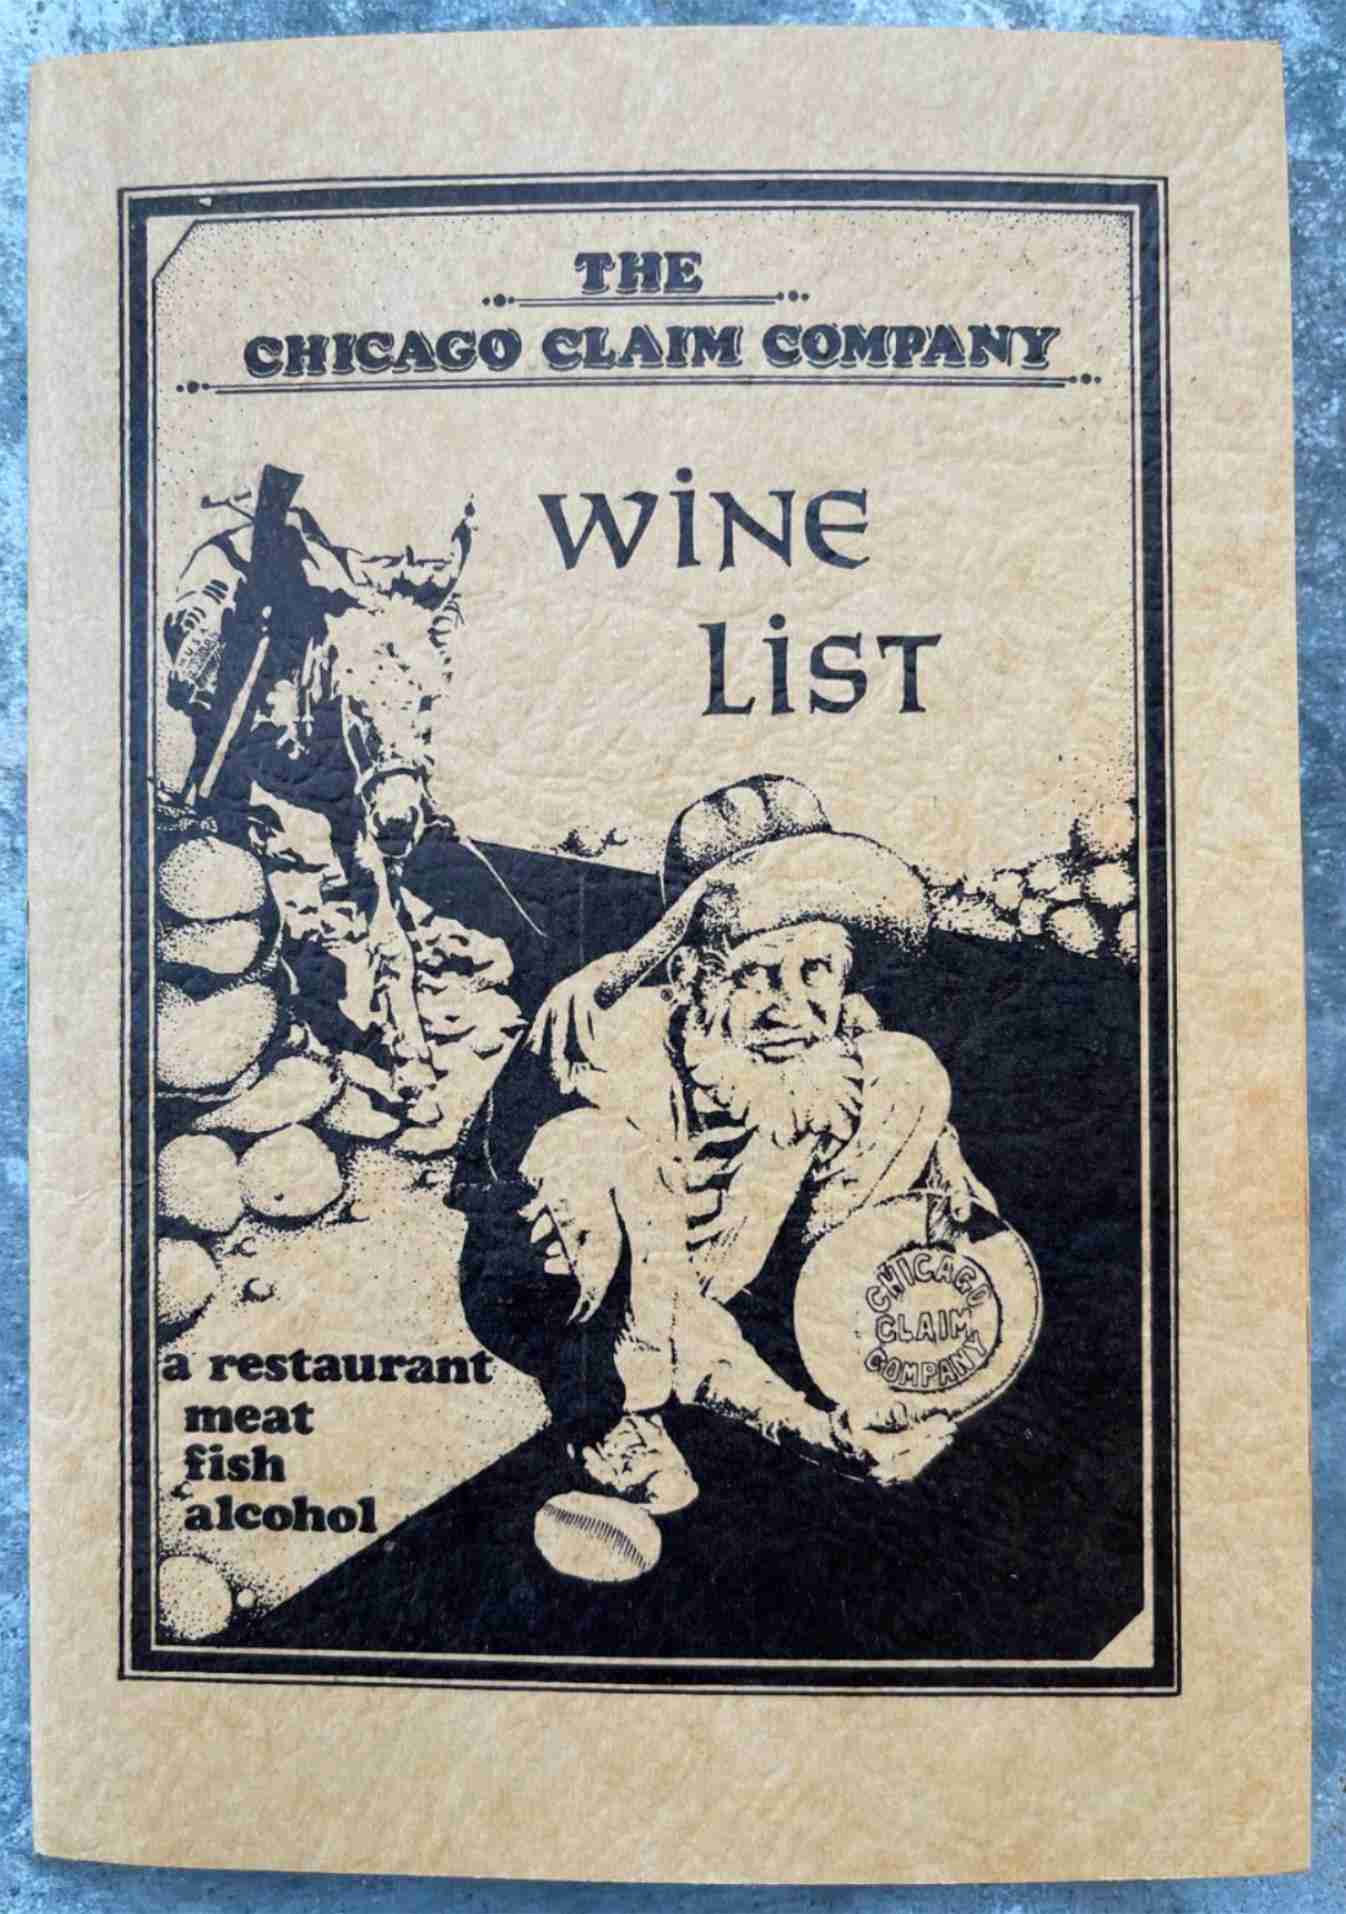 THE
CHICAGO CLAIM COMPANY
WiNE
LiST
CHICAGO
CLAIM
COMPANY
a restaurant
meat
fish
alcohol